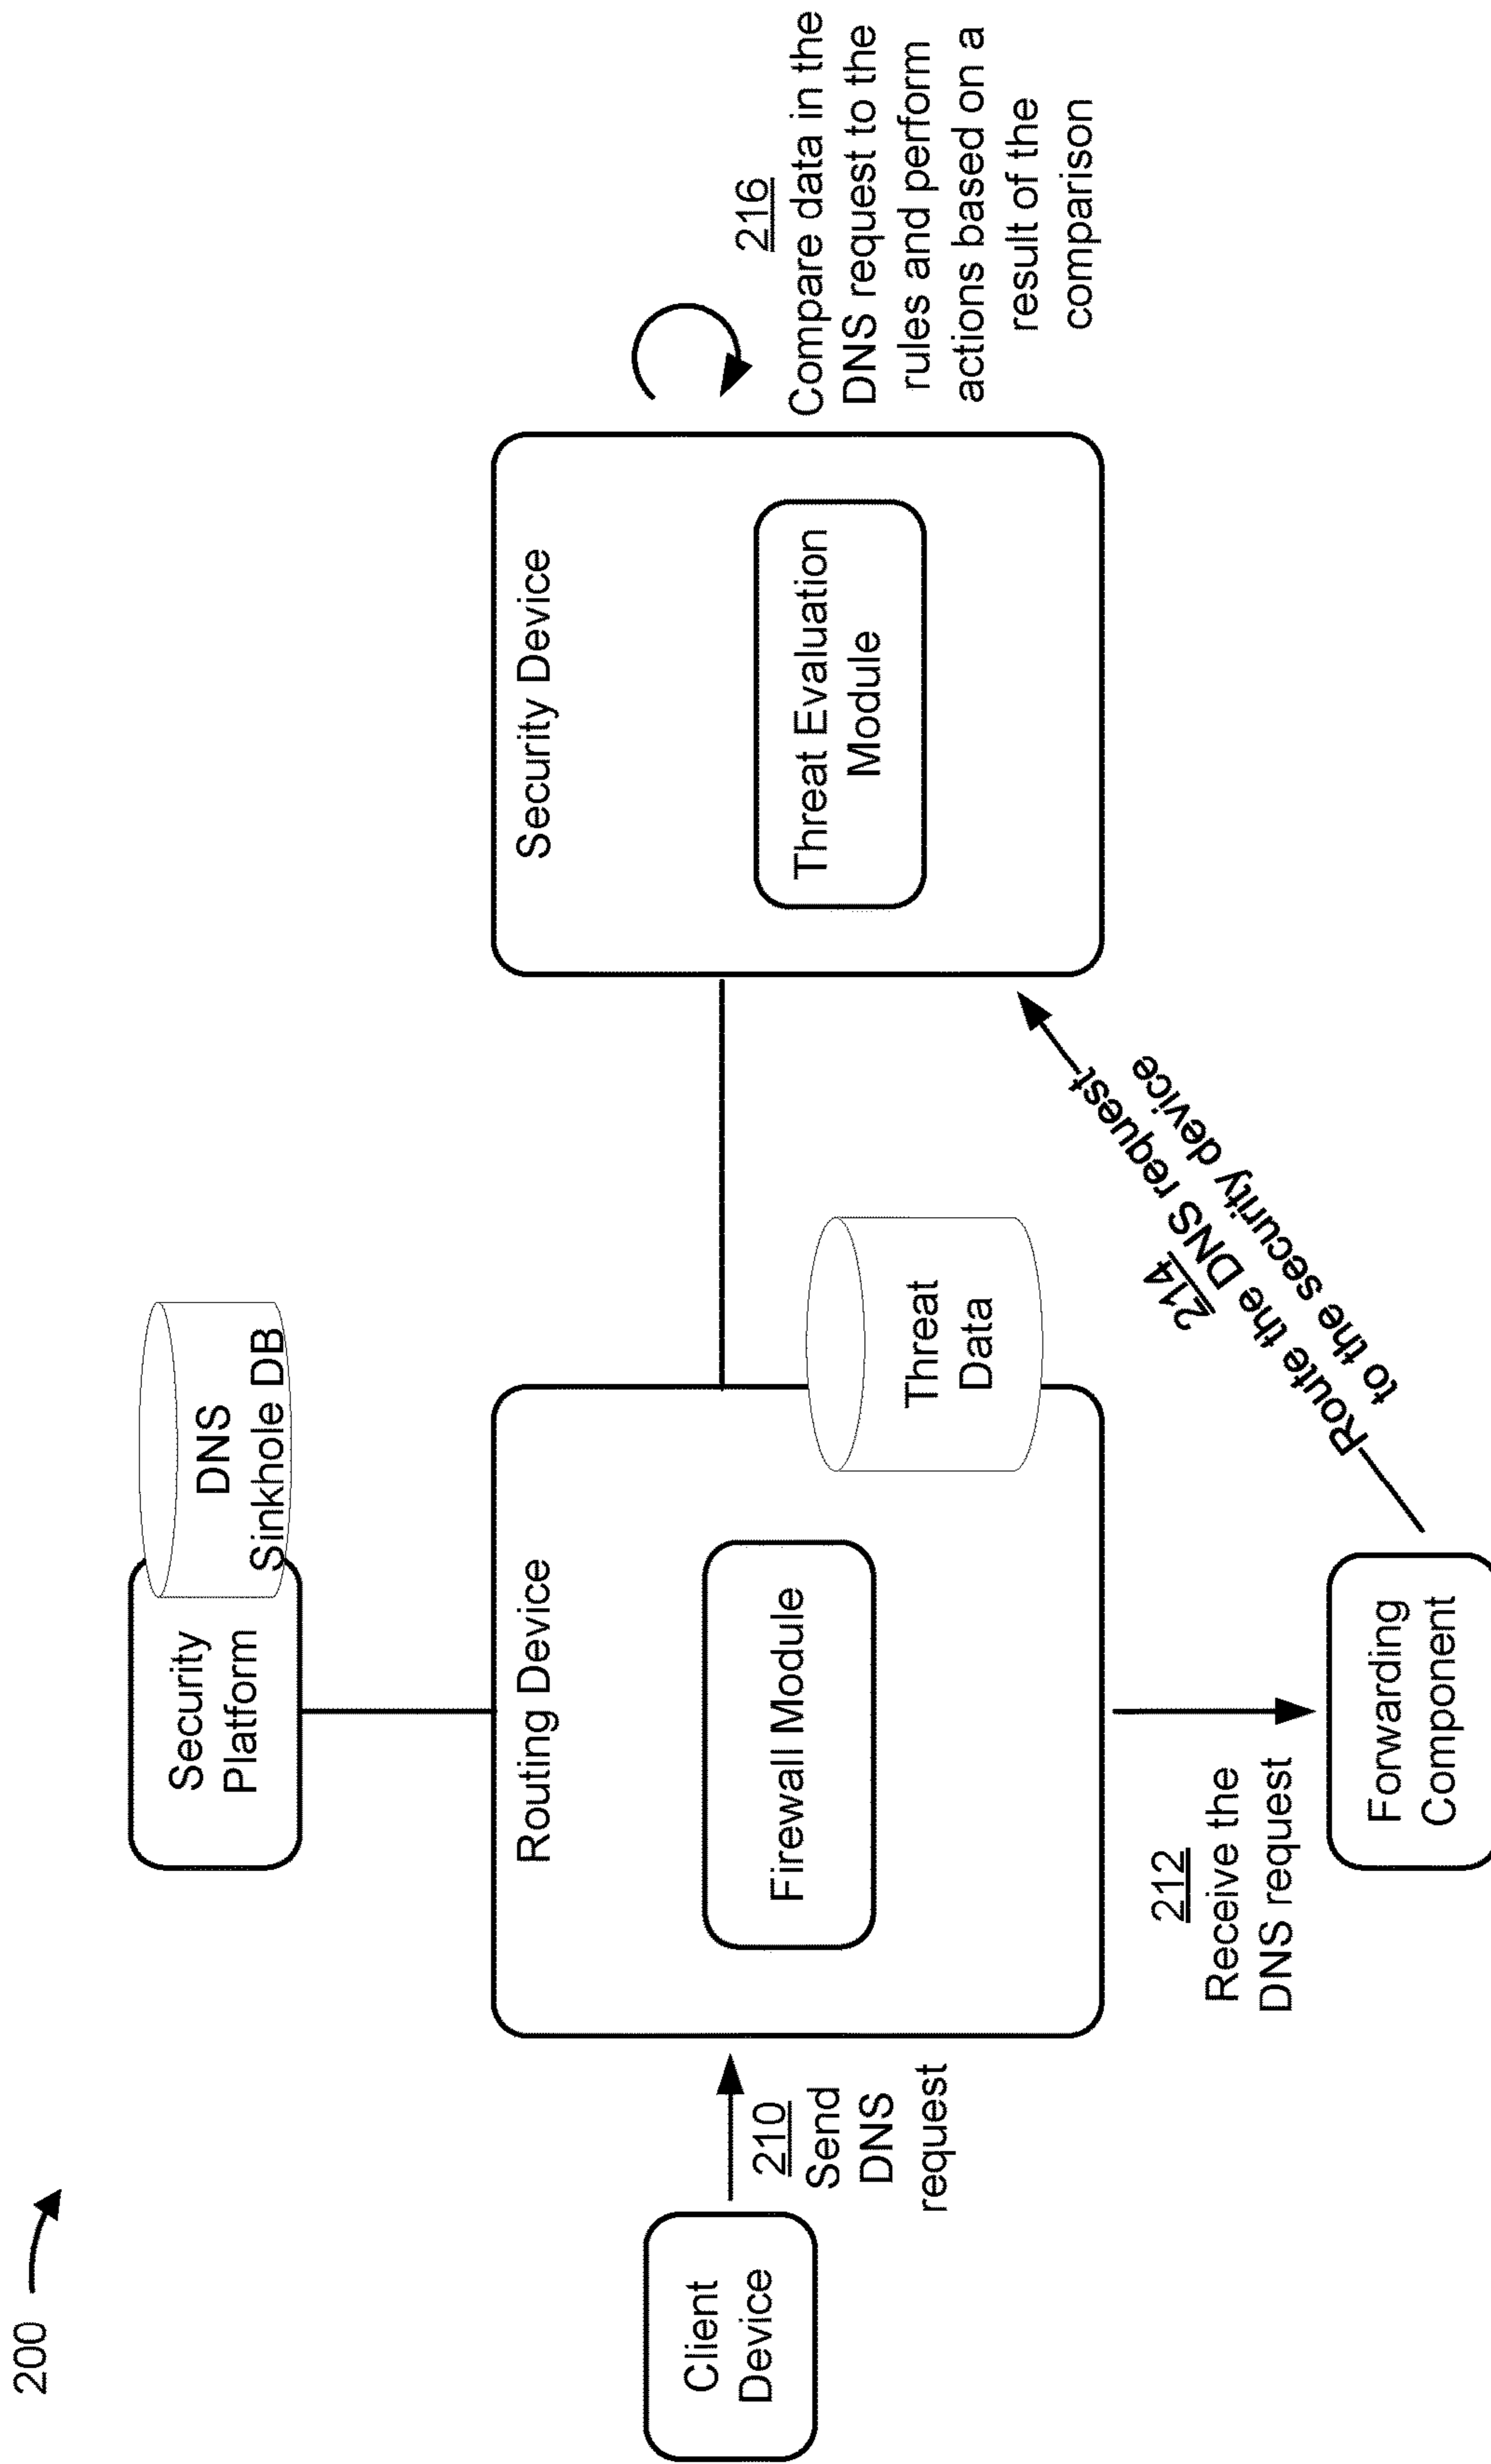 200
Security
Platform
DNS
Sinkhole DB
Routing Device
Firewall Module
Threat
Data
Security Device
Threat Evaluation
Module
Client
Device
210
Send
DNS
request
212
Receive the
DNS request
Forwarding
Component
214
Route the DNS request
to the security device
216
Compare data in the
DNS request to the
rules and perform
actions based on a
result of the
comparison